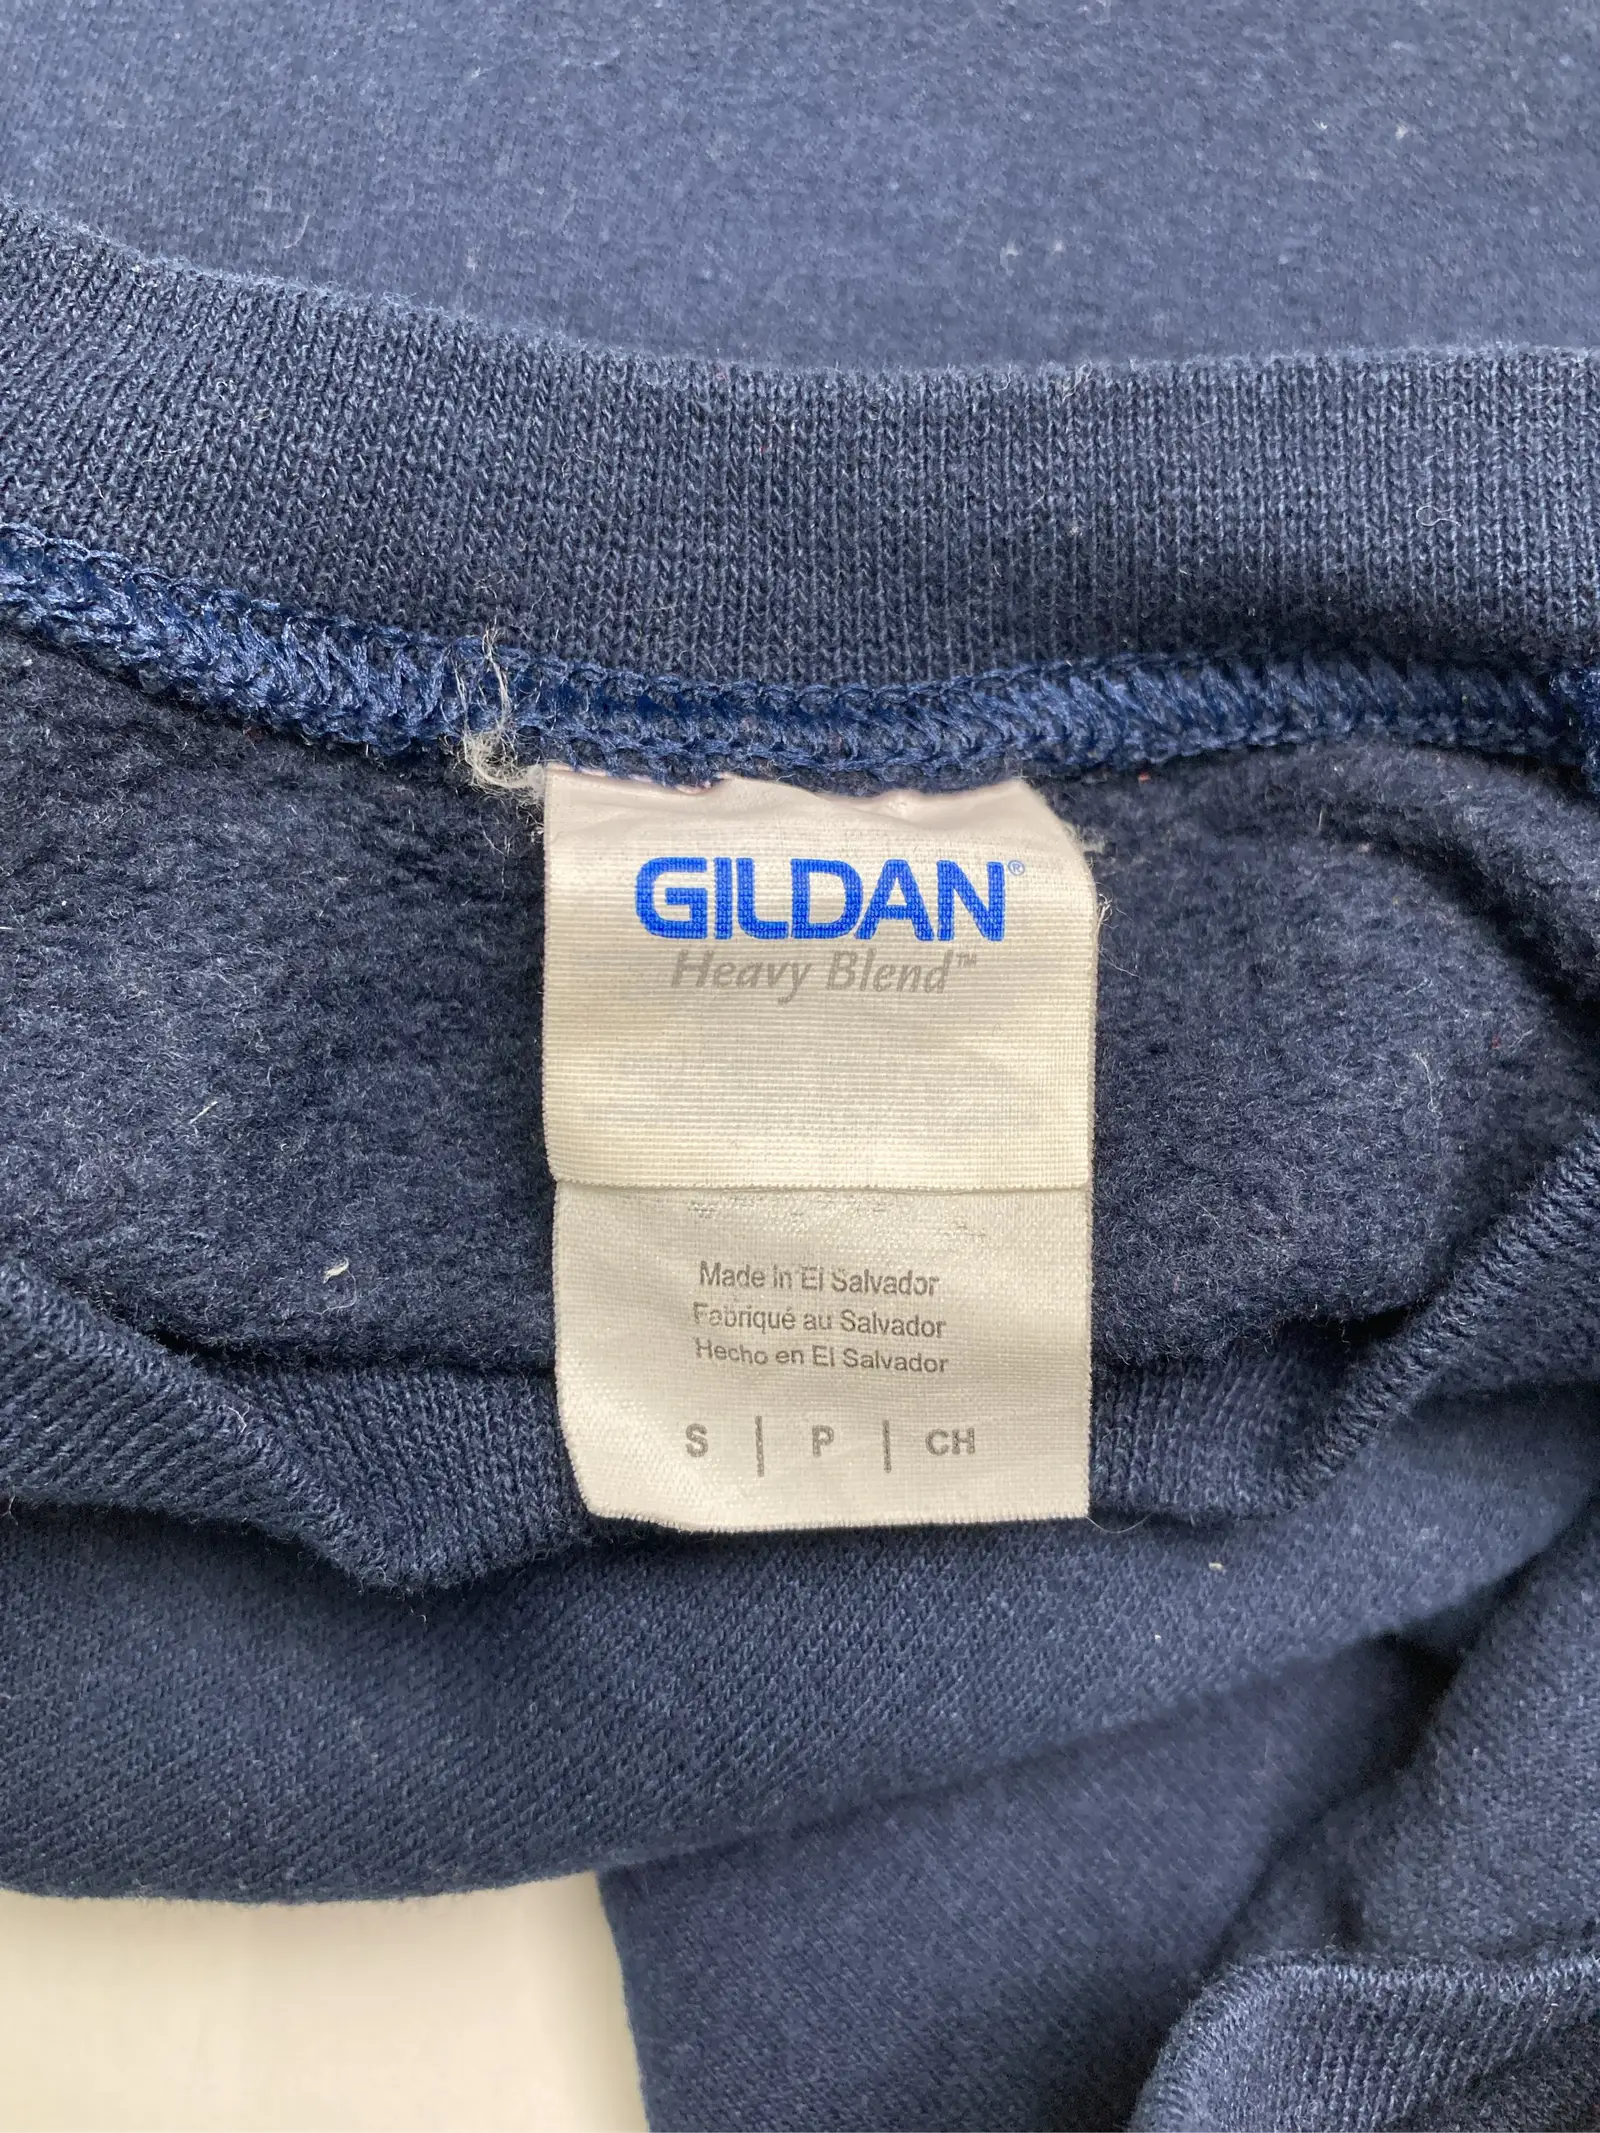 GILDAN®
Heavy Blend™
Made in El Salvador
Fabriqué au Salvador
Hecho en El Salvador
S | P | CH